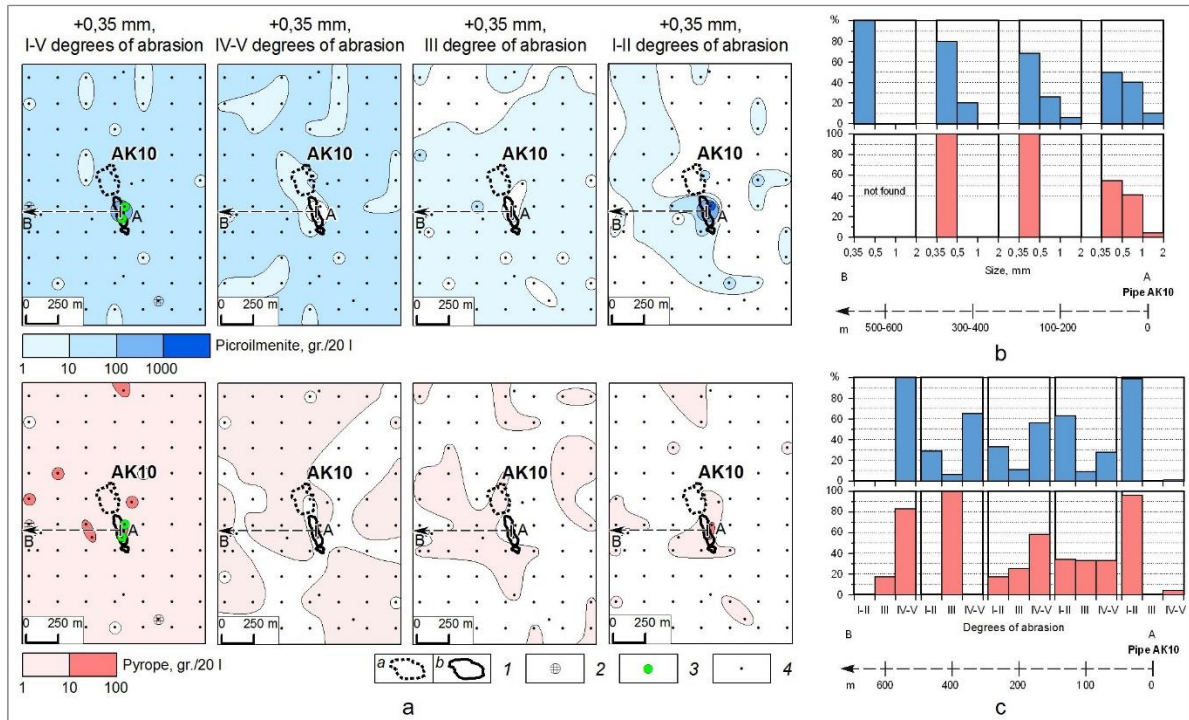 +0,35 mm,
I-V degrees of abrasion
+0,35 mm,
IV-V degrees of abrasion
+0,35 mm,
III degree of abrasion
+0,35 mm,
I-II degrees of abrasion
AK10
A
B
0 250 m
AK10
A
B
0 250 m
AK10
A
B
0 250 m
AK10
A
B
0 250 m
1 10 100 1000
Picroilmenite, gr./20 l
AK10
A
B
0 250 m
AK10
A
B
0 250 m
AK10
A
B
0 250 m
AK10
A
B
0 250 m
1 10 100
Pyrope, gr./20 l
a b 1 2 3 4
a
%
80
60
40
20
0
100
80
60
40
20
0
not found
0,35 0,5 1 2 0,35 0,5 1 2 0,35 0,5 1 2 0,35 0,5 1 2
B Size, mm A
Pipe AK10
m 500-600 300-400 100-200 0
b
%
80
60
40
20
0
100
80
60
40
20
0
I-II III IV-V I-II III IV-V I-II III IV-V I-II III IV-V I-II III IV-V
B Degrees of abrasion A
Pipe AK10
m 600 400 200 100 0
c